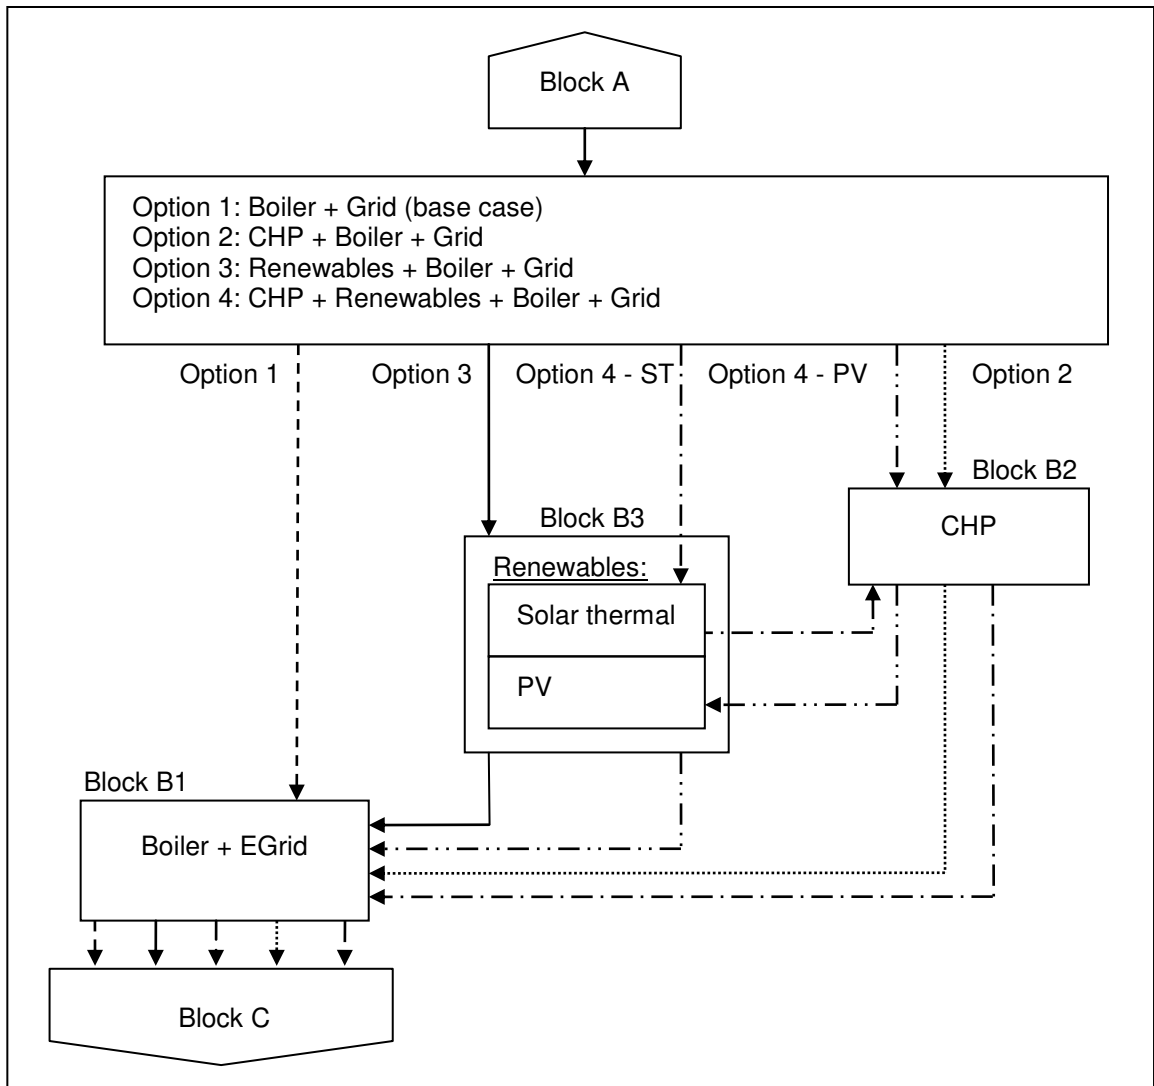 Block A
Option 1: Boiler + Grid (base case)
Option 2: CHP + Boiler + Grid
Option 3: Renewables + Boiler + Grid
Option 4: CHP + Renewables + Boiler + Grid
Option 1
Option 3
Option 4 - ST
Option 4 - PV
Option 2
Block B2
CHP
Block B3
Renewables:
Solar thermal
PV
Block B1
Boiler + EGrid
Block C